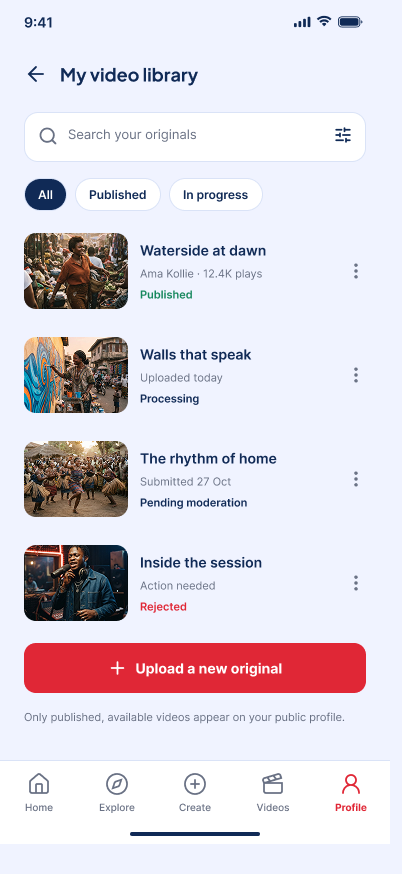 9:41
My video library
Search your originals
All
Published
In progress
Waterside at dawn
Ama Kollie · 12.4K plays
Published
Walls that speak
Uploaded today
Processing
The rhythm of home
Submitted 27 Oct
Pending moderation
Inside the session
Action needed
Rejected
Upload a new original
Only published, available videos appear on your public profile.
Home
Explore
Create
Videos
Profile